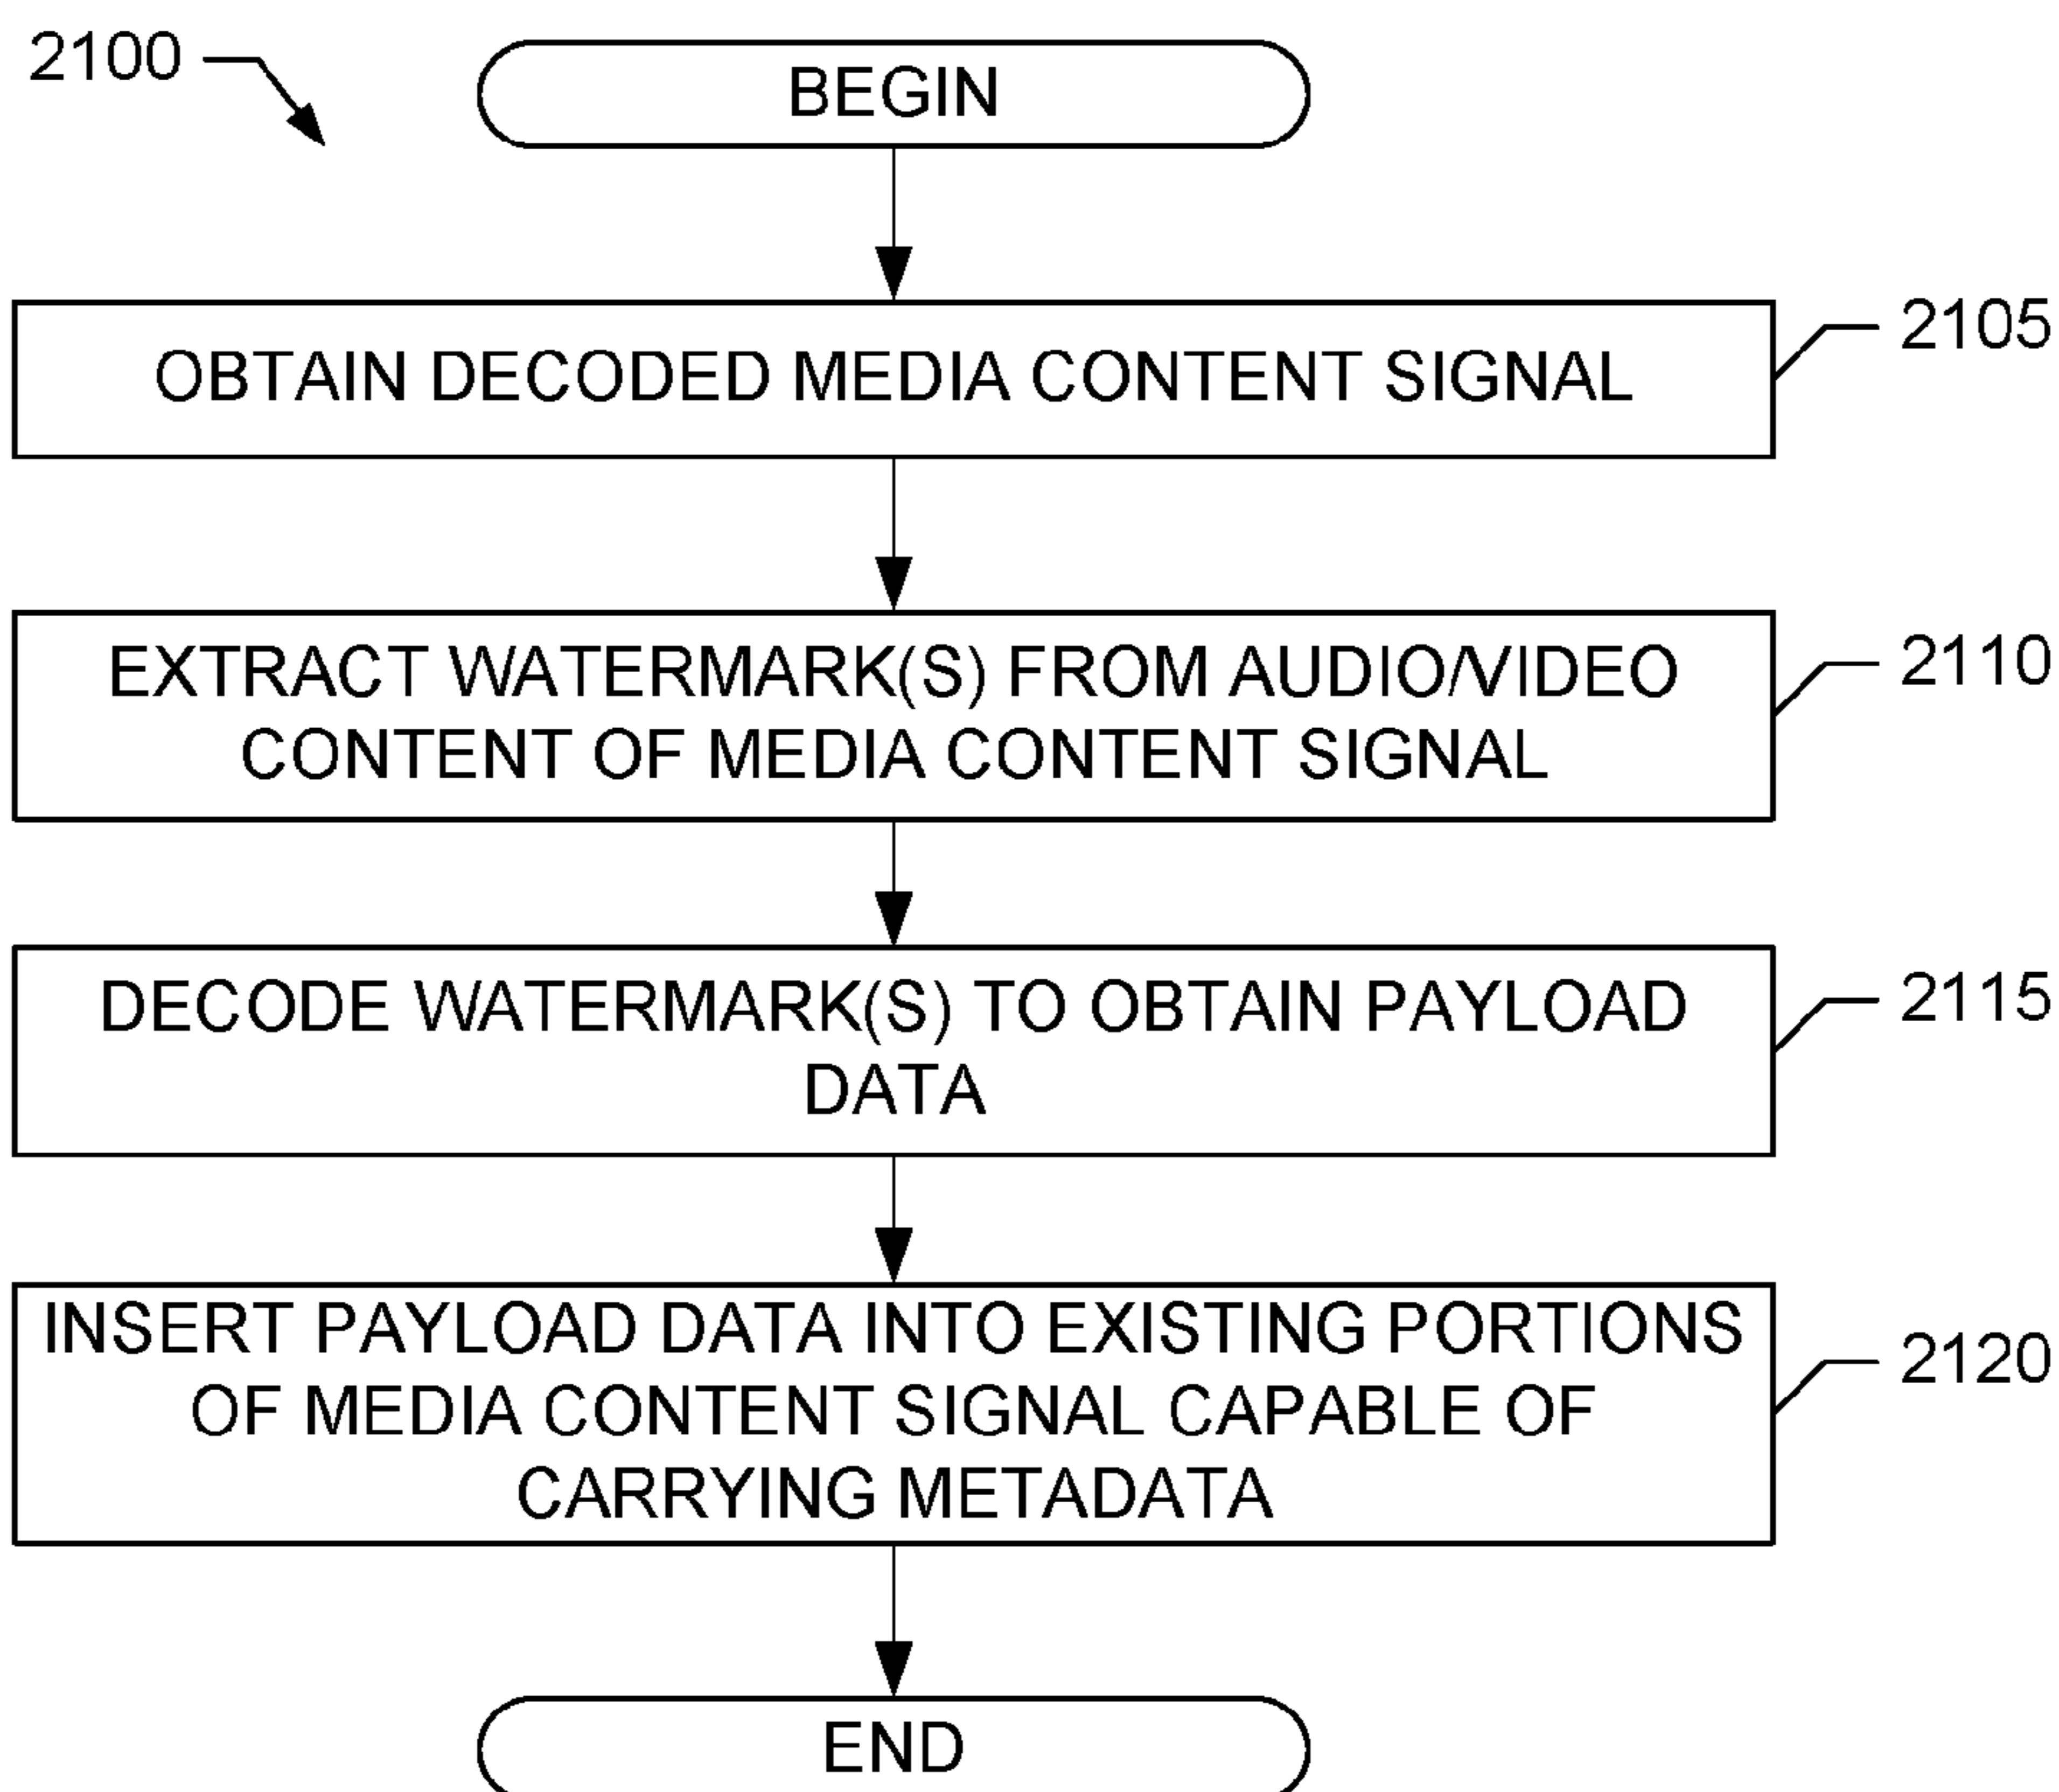 2100
BEGIN
OBTAIN DECODED MEDIA CONTENT SIGNAL
2105
EXTRACT WATERMARK(S) FROM AUDIO/VIDEO
CONTENT OF MEDIA CONTENT SIGNAL
2110
DECODE WATERMARK(S) TO OBTAIN PAYLOAD
DATA
2115
INSERT PAYLOAD DATA INTO EXISTING PORTIONS
OF MEDIA CONTENT SIGNAL CAPABLE OF
CARRYING METADATA
2120
END